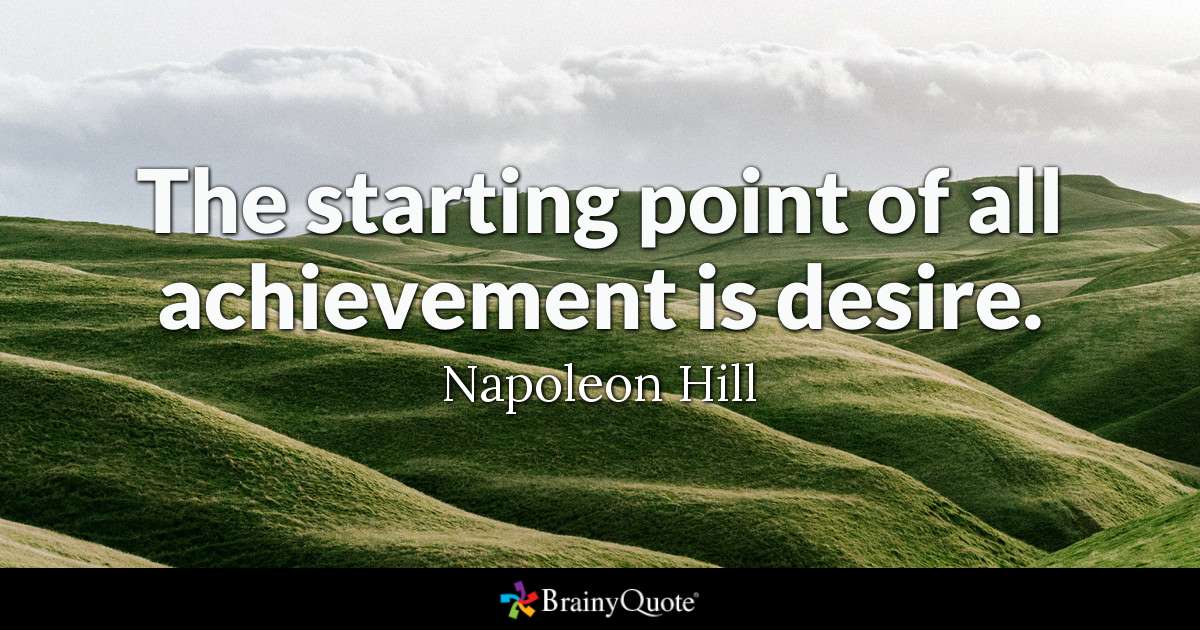 The starting point of all
achievement is desire.
Napoleon Hill
BrainyQuote®